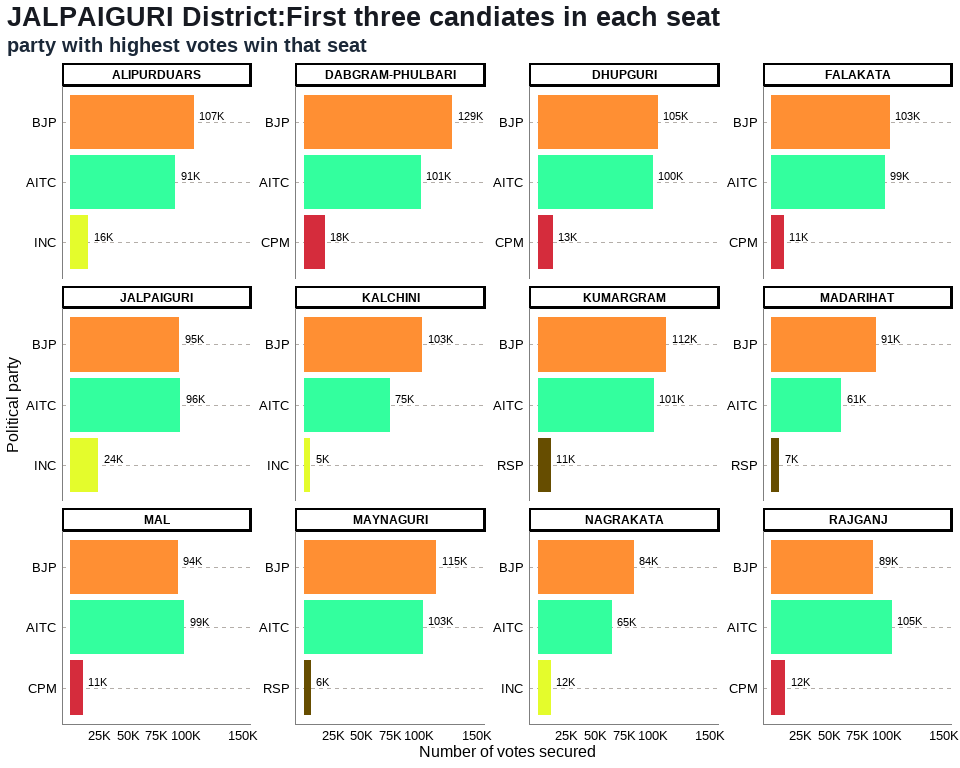 JALPAIGURI District:First three candiates in each seat
party with highest votes win that seat
ALIPURDUARS
BJP 107K
AITC 91K
INC 16K
DABGRAM-PHULBARI
BJP 129K
AITC 101K
CPM 18K
DHUPGURI
BJP 105K
AITC 100K
CPM 13K
FALAKATA
BJP 103K
AITC 99K
CPM 11K
JALPAIGURI
BJP 95K
AITC 96K
INC 24K
KALCHINI
BJP 103K
AITC 75K
INC 5K
KUMARGRAM
BJP 112K
AITC 101K
RSP 11K
MADARIHAT
BJP 91K
AITC 61K
RSP 7K
MAL
BJP 94K
AITC 99K
CPM 11K
MAYNAGURI
BJP 115K
AITC 103K
RSP 6K
NAGRAKATA
BJP 84K
AITC 65K
INC 12K
RAJGANJ
BJP 89K
AITC 105K
CPM 12K
25K 50K 75K 100K 150K
25K 50K 75K 100K 150K
25K 50K 75K 100K 150K
25K 50K 75K 100K 150K
Number of votes secured
Political party